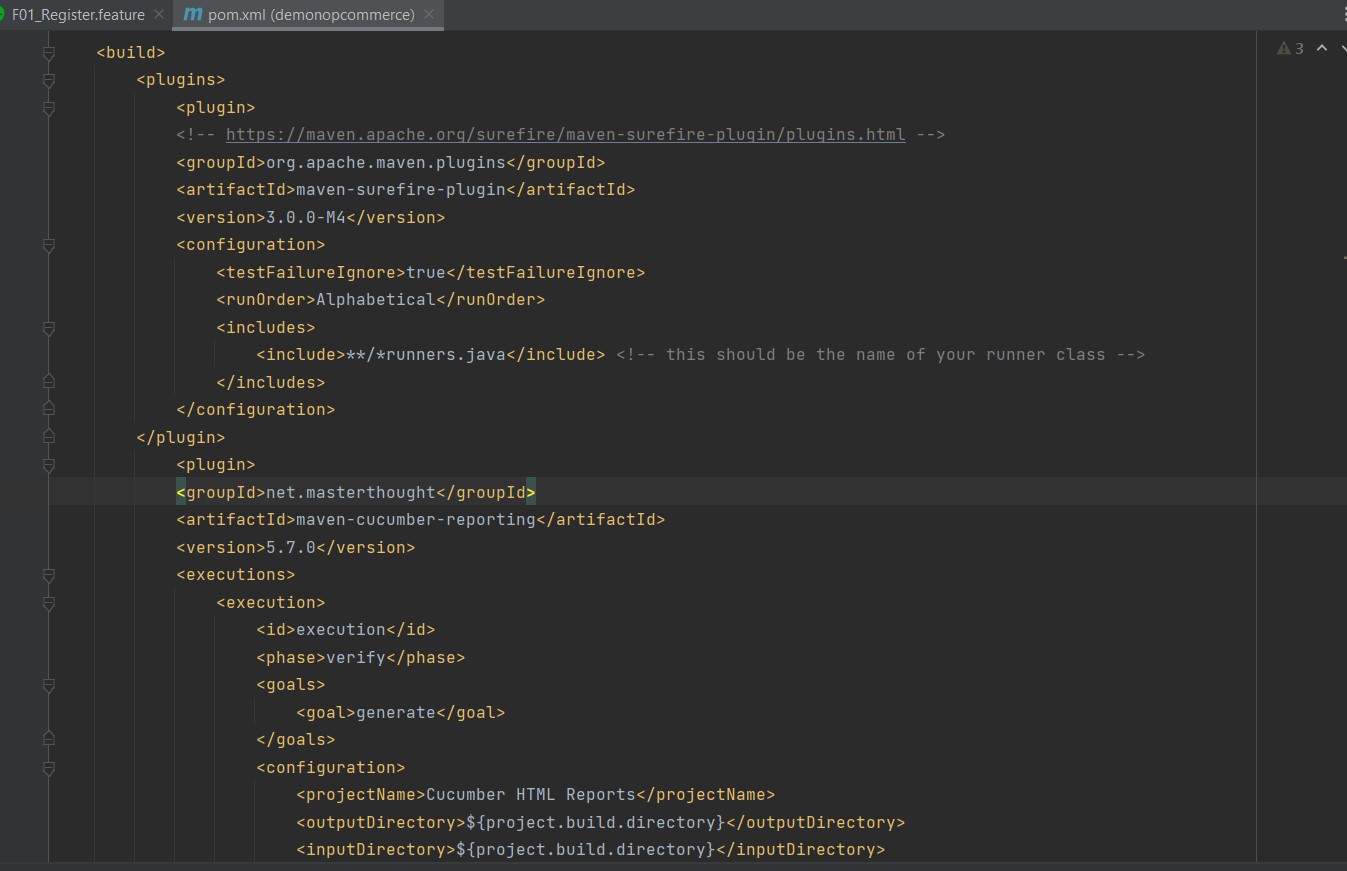 F01_Register.feature
m pom.xml (demonopcommerce)
3
<build>
<plugins>
<plugin>
<!-- https://maven.apache.org/surefire/maven-surefire-plugin/plugins.html -->
<groupId>org.apache.maven.plugins</groupId>
<artifactId>maven-surefire-plugin</artifactId>
<version>3.0.0-M4</version>
<configuration>
<testFailureIgnore>true</testFailureIgnore>
<runOrder>Alphabetical</runOrder>
<includes>
<include>**/*runners.java</include> <!-- this should be the name of your runner class -->
</includes>
</configuration>
</plugin>
<plugin>
<groupId>net.masterthought</groupId>
<artifactId>maven-cucumber-reporting</artifactId>
<version>5.7.0</version>
<executions>
<execution>
<id>execution</id>
<phase>verify</phase>
<goals>
<goal>generate</goal>
</goals>
<configuration>
<projectName>Cucumber HTML Reports</projectName>
<outputDirectory>${project.build.directory}</outputDirectory>
<inputDirectory>${project.build.directory}</inputDirectory>